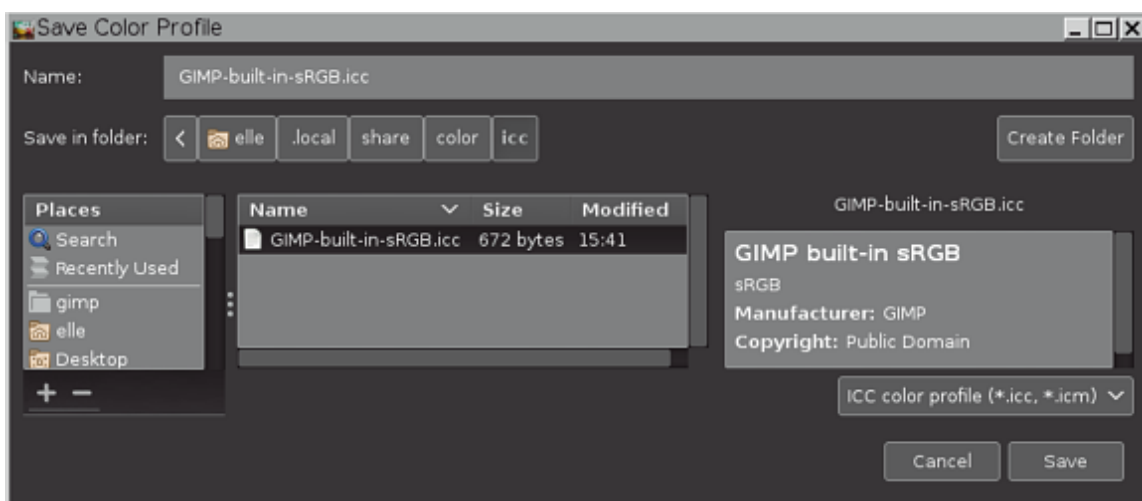 Save Color Profile
Name: GIMP-built-in-sRGB.icc
Save in folder: < elle .local share color icc Create Folder
Places
Search
Recently Used
gimp
elle
Desktop
+ −
Name Size Modified
GIMP-built-in-sRGB.icc 672 bytes 15:41
GIMP-built-in-sRGB.icc
GIMP built-in sRGB
sRGB
Manufacturer: GIMP
Copyright: Public Domain
ICC color profile (*.icc, *.icm)
Cancel Save